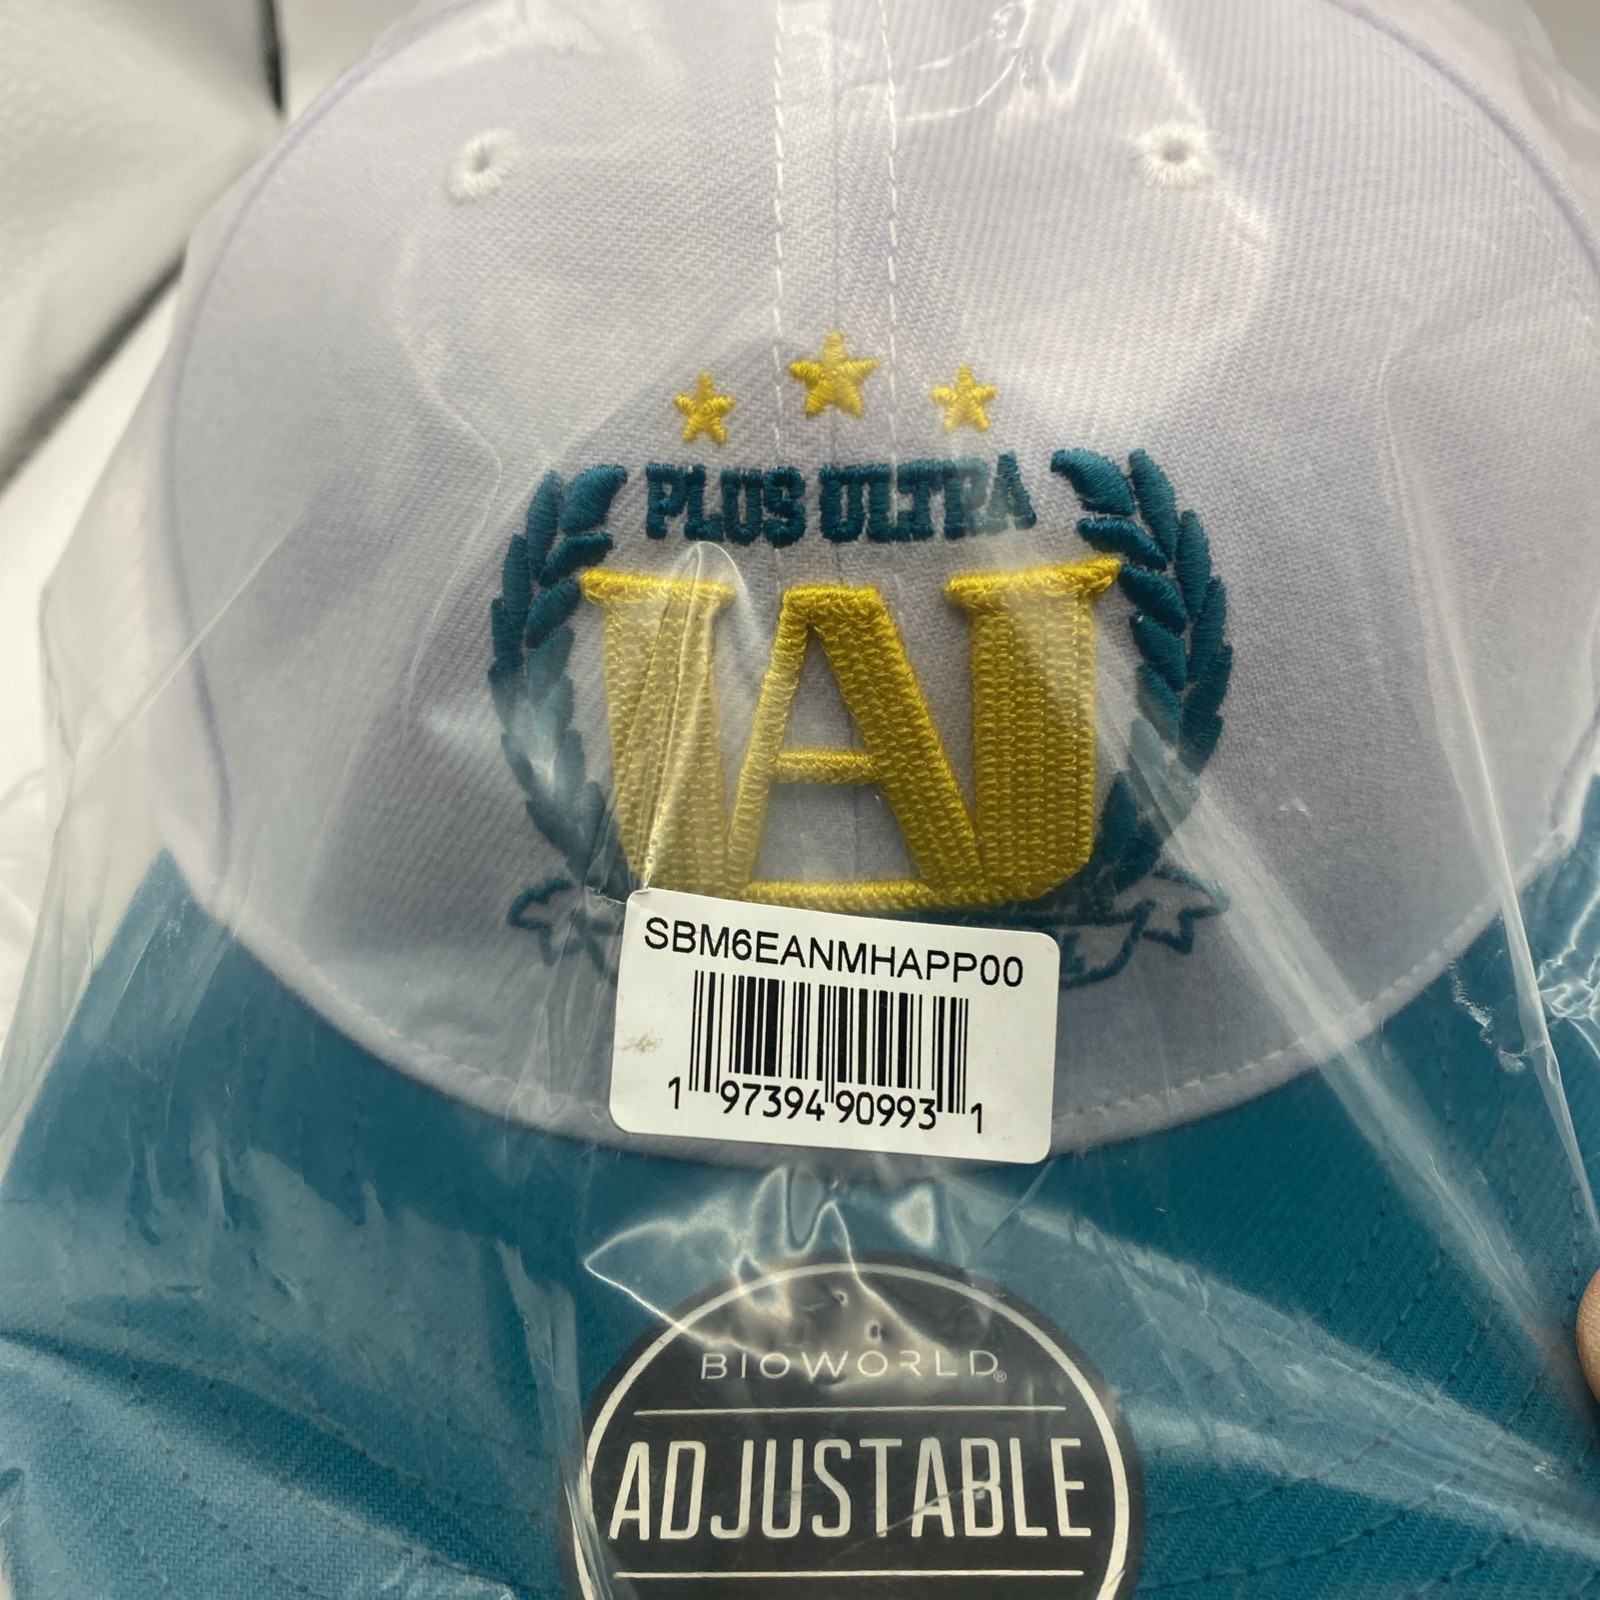 PLUS ULTRA
UA
SBM6EANMHAPP00
1 97394 90993 1
BIOWORLD®
ADJUSTABLE